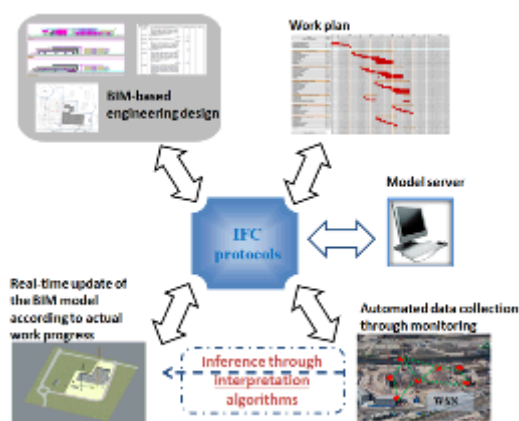 Work plan
BIM-based
engineering design
Model server
IFC
protocols
Real-time update of
the BIM model
according to actual
work progress
Automated data collection
through monitoring
Inference through
interpretation
algorithms
WSN